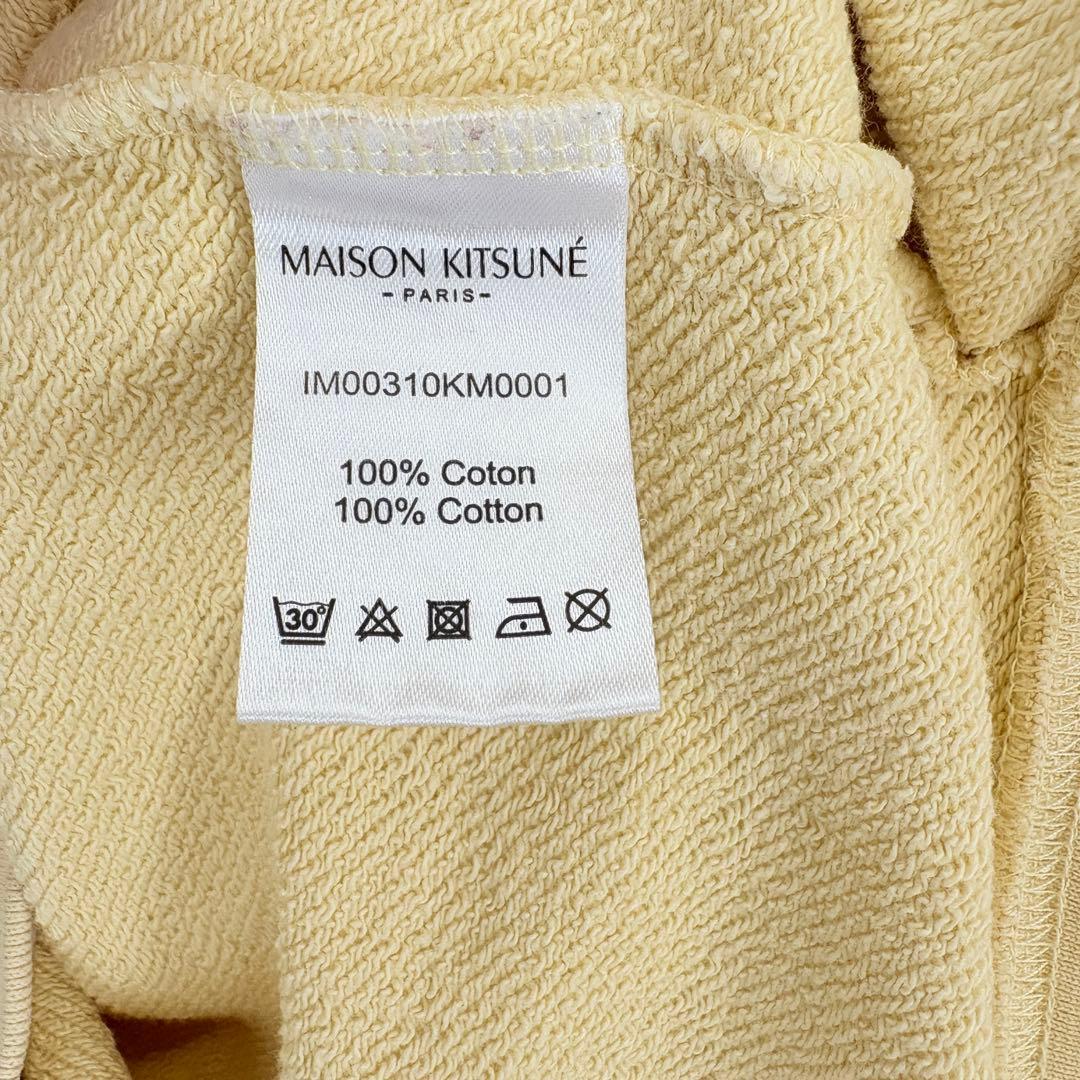 MAISON KITSUNÉ
- PARIS -
IM00310KM0001
100% Coton
100% Cotton
30°